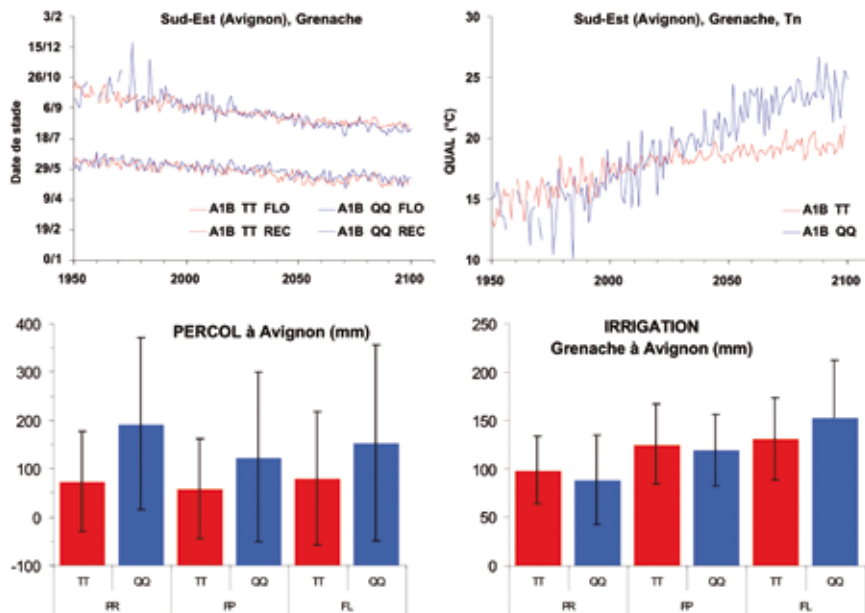 Sud-Est (Avignon), Grenache
3/2
15/12
26/10
6/9
18/7
29/5
9/4
19/2
0/1
Date de stade
A1B TT FLO
A1B QQ FLO
A1B TT REC
A1B QQ REC
1950
2000
2050
2100
Sud-Est (Avignon), Grenache, Tn
30
25
20
15
10
QUAL (°C)
A1B TT
A1B QQ
1950
2000
2050
2100
PERCOL à Avignon (mm)
400
300
200
100
0
-100
TT QQ TT QQ TT QQ
PR FP FL
IRRIGATION
Grenache à Avignon (mm)
250
200
150
100
50
0
TT QQ TT QQ TT QQ
PR FP FL